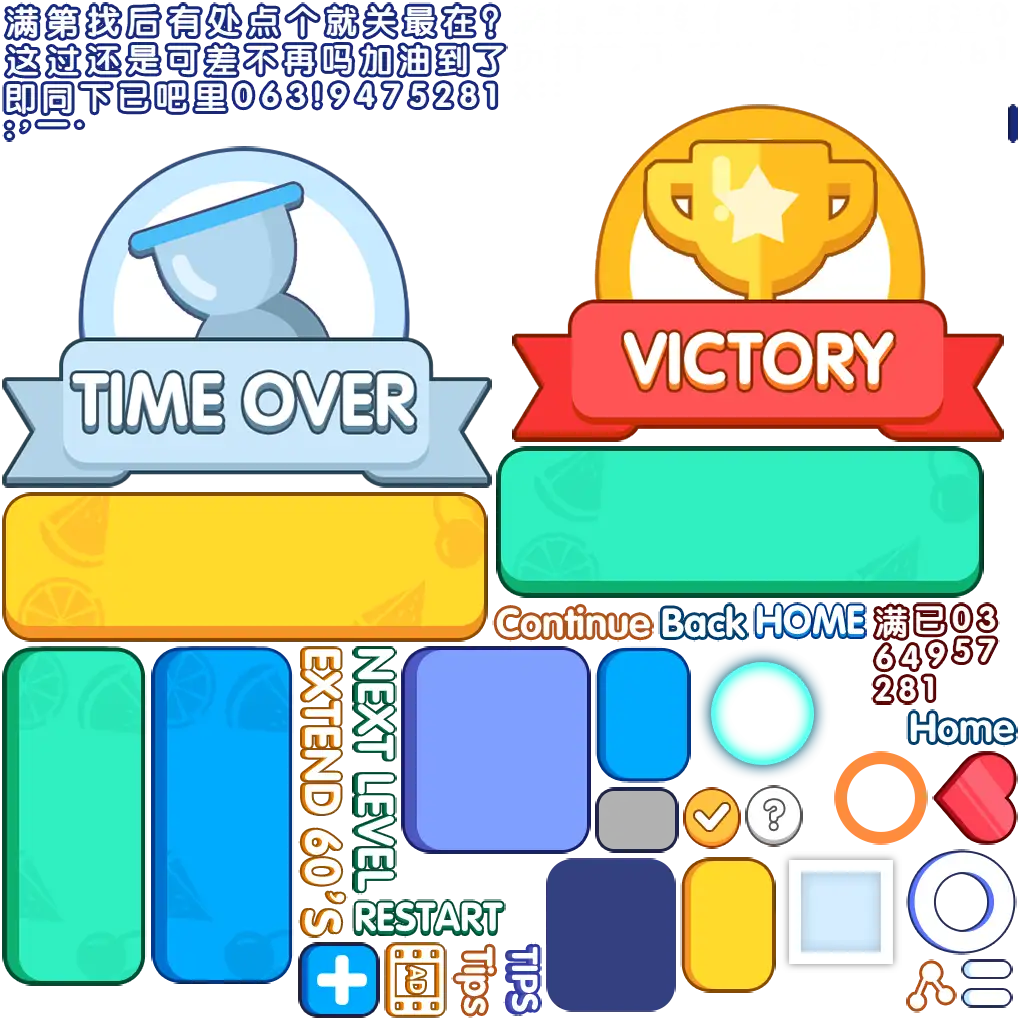 满第找后有处点个就关最在?
这过还是可差不再吗加油到了
即同下已吧里063!9475281
:,一·
TIME OVER
VICTORY
Continue
Back
HOME
满已03
64957
281
Home
EXTEND 60'S
NEXT LEVEL
RESTART
?
AD
Tips
TIPS